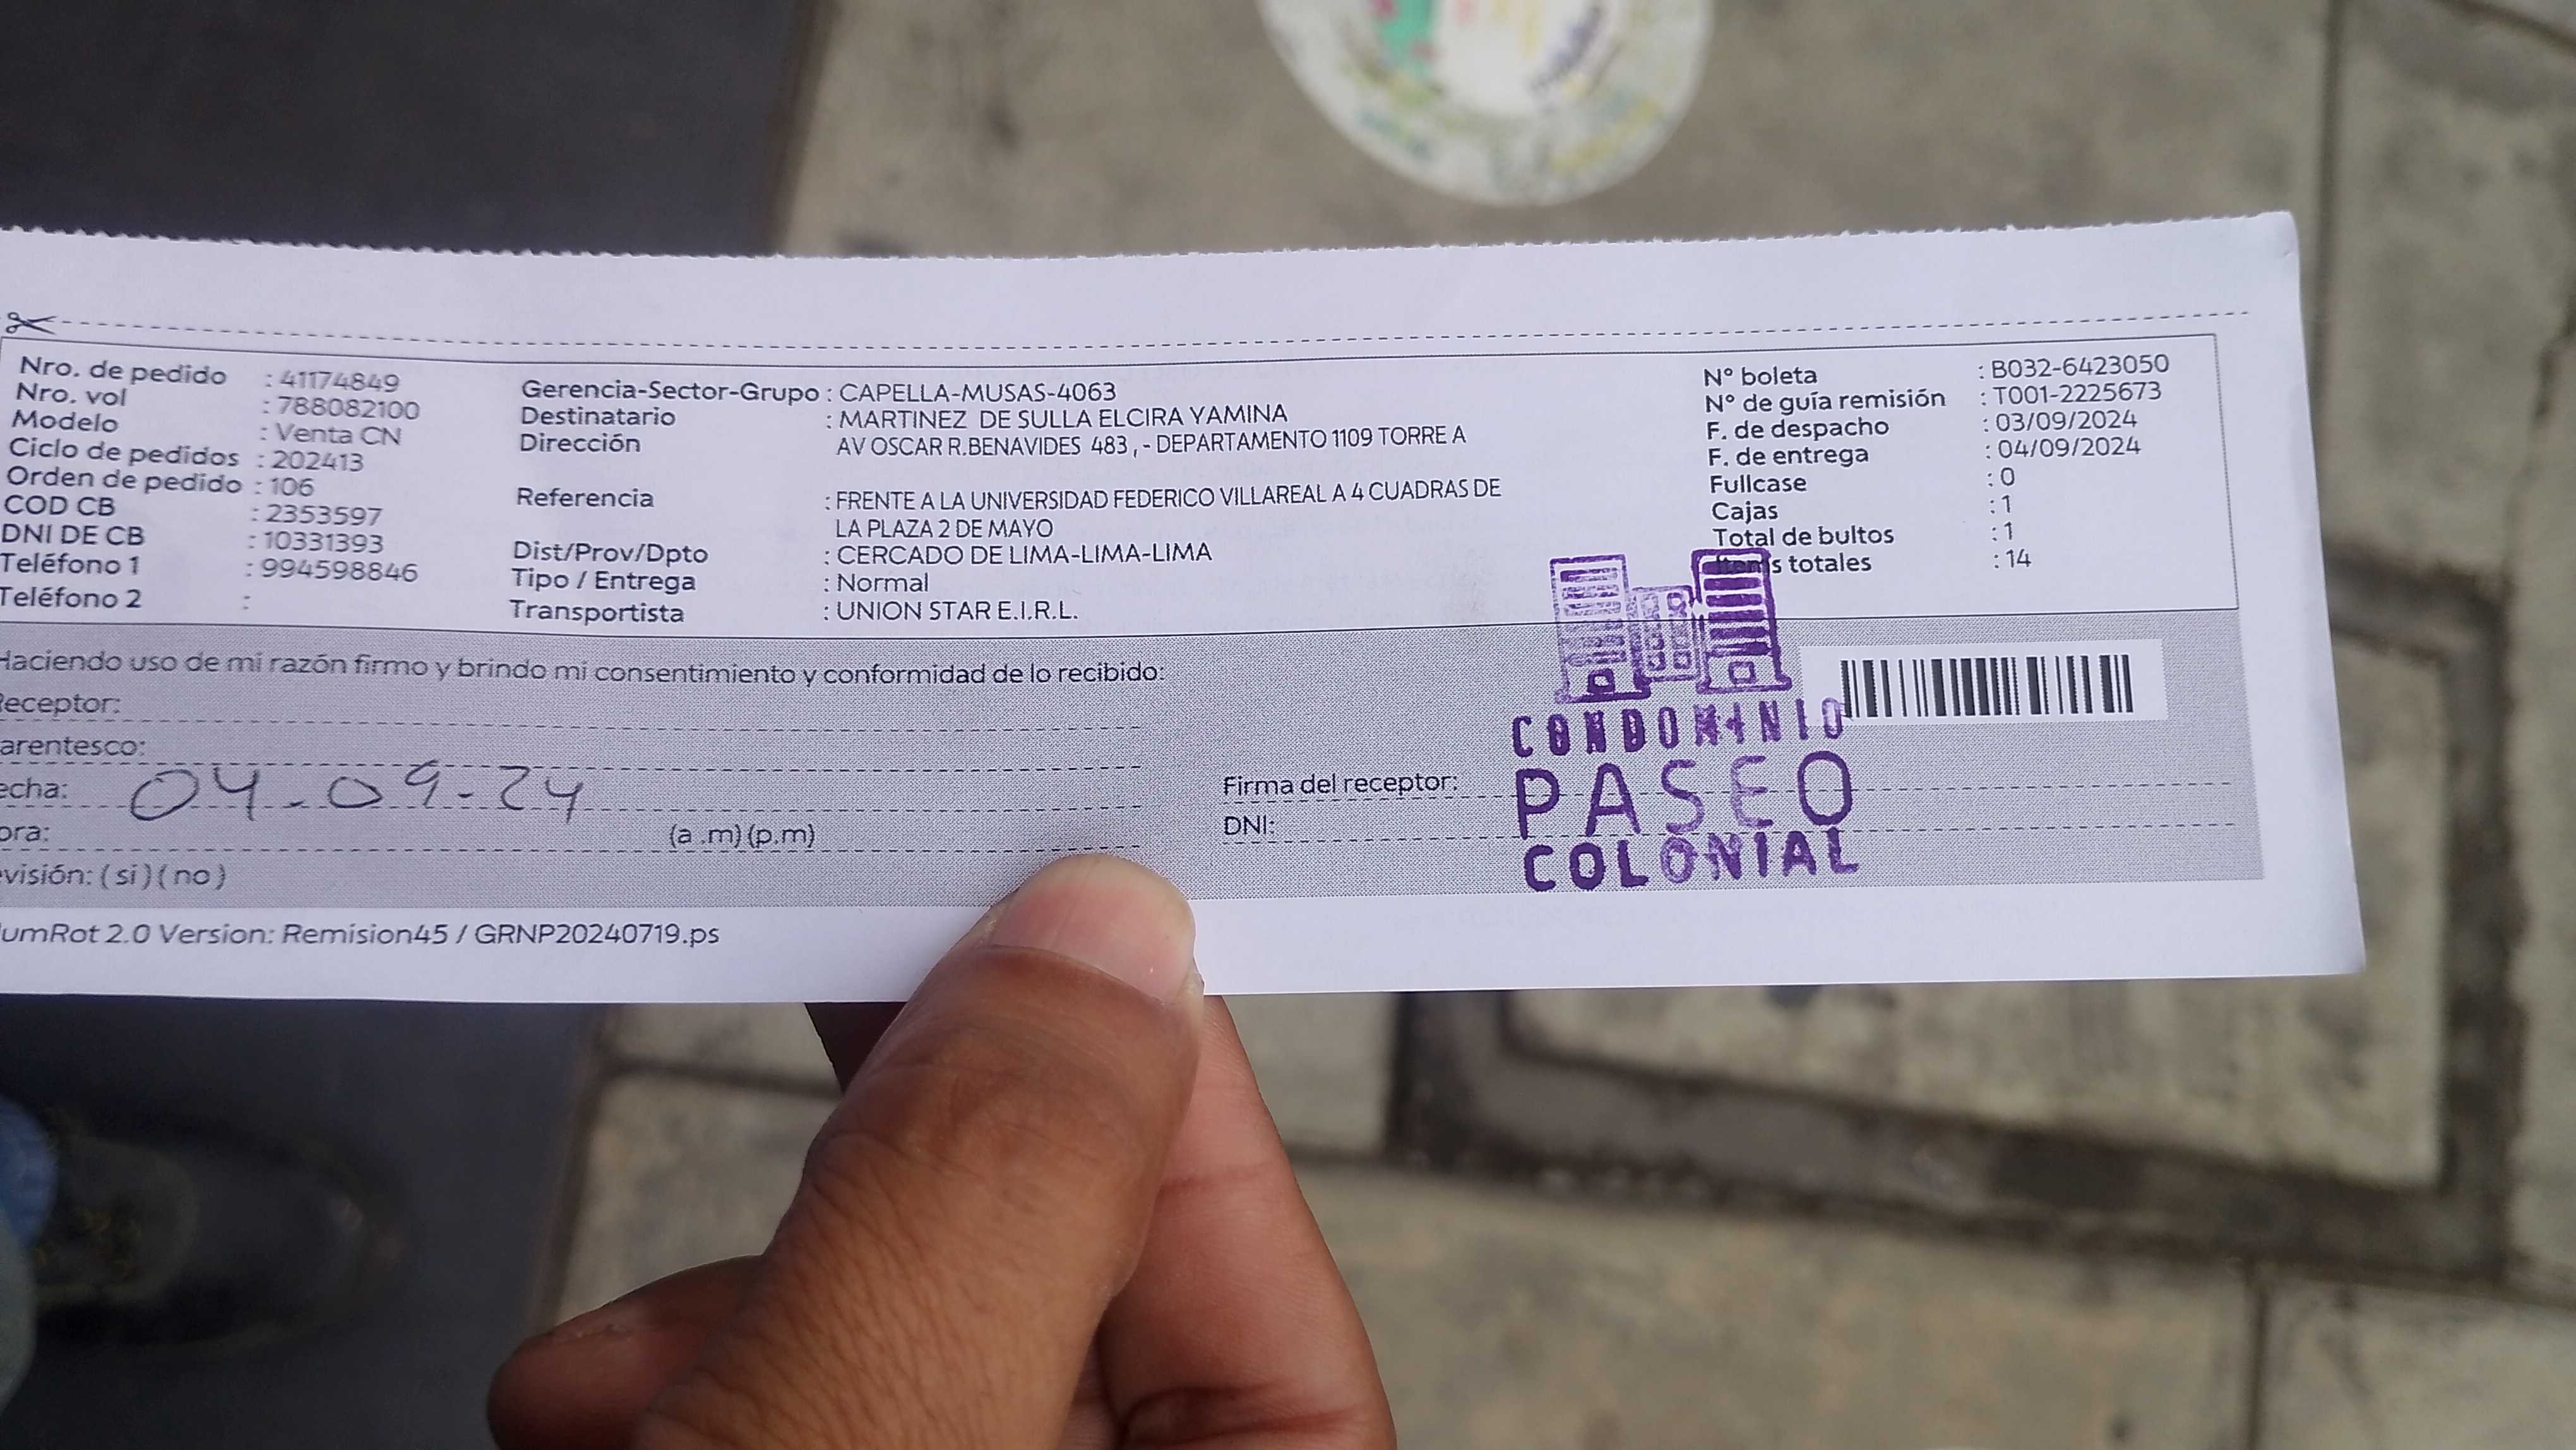 Nro. de pedido : 41174849
Nro. vol : 788082100
Modelo : Venta CN
Ciclo de pedidos : 202413
Orden de pedido : 106
COD CB : 2353597
DNI DE CB : 10331393
Teléfono 1 : 994598846
Teléfono 2 :
Gerencia-Sector-Grupo : CAPELLA-MUSAS-4063
Destinatario : MARTINEZ DE SULLA ELCIRA YAMINA
Dirección AV OSCAR R.BENAVIDES 483 , - DEPARTAMENTO 1109 TORRE A
Referencia : FRENTE A LA UNIVERSIDAD FEDERICO VILLAREAL A 4 CUADRAS DE
LA PLAZA 2 DE MAYO
Dist/Prov/Dpto : CERCADO DE LIMA-LIMA-LIMA
Tipo / Entrega : Normal
Transportista : UNION STAR E.I.R.L.
N° boleta : B032-6423050
N° de guía remisión : T001-2225673
F. de despacho : 03/09/2024
F. de entrega : 04/09/2024
Fullcase : 0
Cajas : 1
Total de bultos : 1
totales : 14
Haciendo uso de mi razón firmo y brindo mi consentimiento y conformidad de lo recibido:
Receptor:
arentesco:
echa: 04-09-24
ora: (a .m) (p.m)
visión: ( si ) ( no )
Firma del receptor:
DNI:
CONDOMINIO
PASEO
COLONIAL
umRot 2.0 Version: Remision45 / GRNP20240719.ps